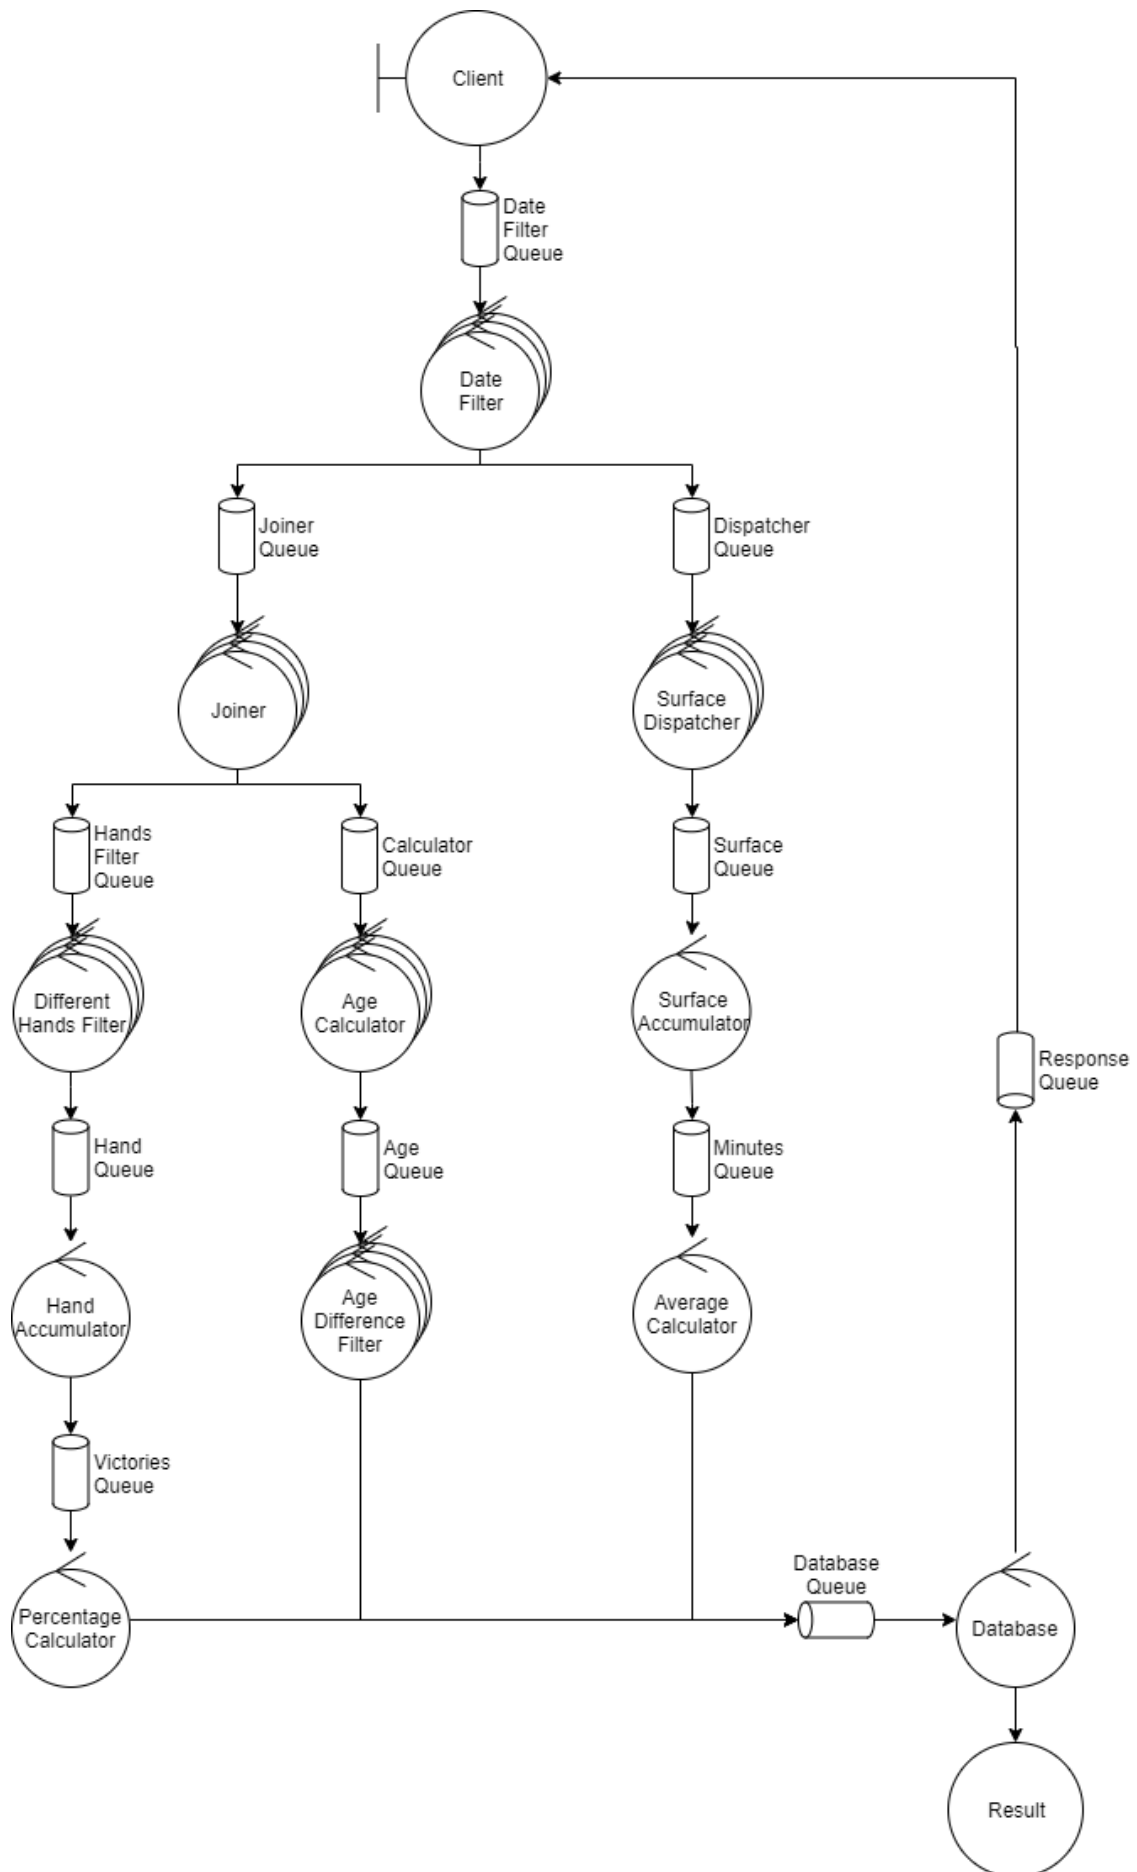 Client
Date
Filter
Queue
Date
Filter
Joiner
Queue
Dispatcher
Queue
Joiner
Surface
Dispatcher
Hands
Filter
Queue
Calculator
Queue
Surface
Queue
Different
Hands Filter
Age
Calculator
Surface
Accumulator
Response
Queue
Hand
Queue
Age
Queue
Minutes
Queue
Hand
Accumulator
Age
Difference
Filter
Average
Calculator
Victories
Queue
Percentage
Calculator
Database
Queue
Database
Result